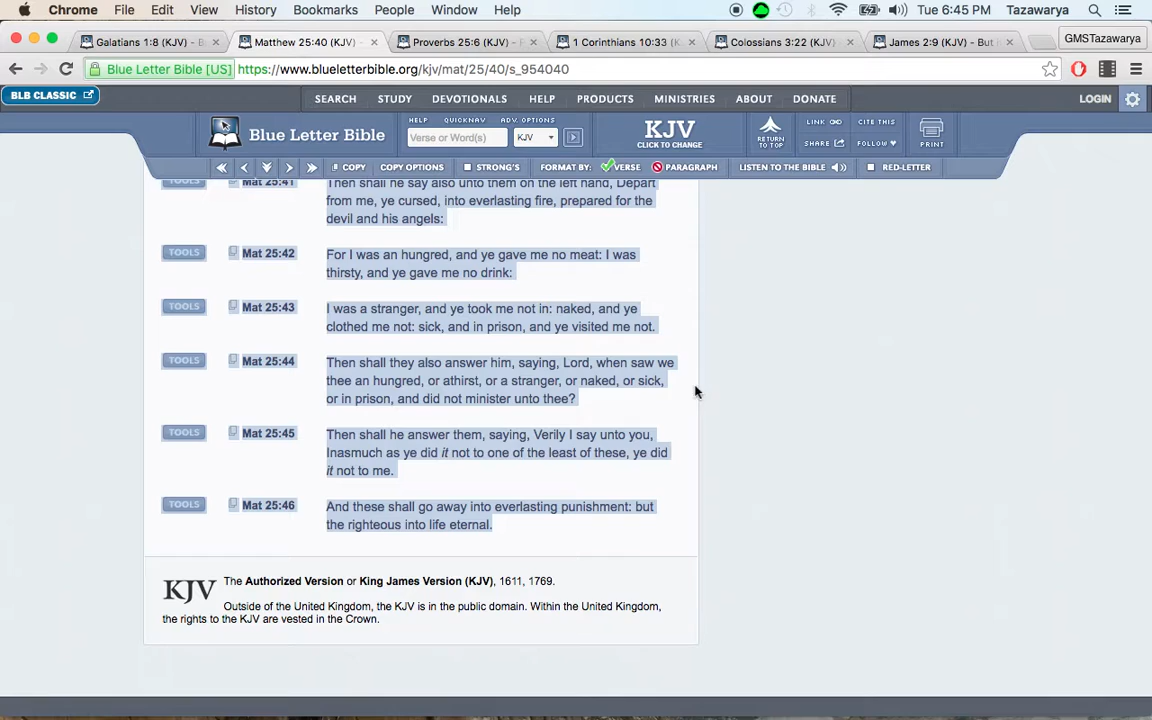 Chrome File Edit View History Bookmarks People Window Help Tue 6:45 PM Tazawarya
Galatians 1:8 (KJV) - B Matthew 25:40 (KJV) - Proverbs 25:6 (KJV) - 1 Corinthians 10:33 (KJV) Colossians 3:22 (KJV) - James 2:9 (KJV) - But i GMSTazawarya
Blue Letter Bible [US] https://www.blueletterbible.org/kjv/mat/25/40/s_954040
BLB CLASSIC SEARCH STUDY DEVOTIONALS HELP PRODUCTS MINISTRIES ABOUT DONATE LOGIN
HELP QUICKNAV ADV. OPTIONS
Blue Letter Bible Verse or Word(s) KJV KJV CLICK TO CHANGE RETURN TO TOP LINK CITE THIS SHARE FOLLOW PRINT
COPY COPY OPTIONS STRONG'S FORMAT BY: VERSE PARAGRAPH LISTEN TO THE BIBLE RED-LETTER
TOOLS Mat 25:41 Then shall he say also unto them on the left hand, Depart
from me, ye cursed, into everlasting fire, prepared for the
devil and his angels:
TOOLS Mat 25:42 For I was an hungred, and ye gave me no meat: I was
thirsty, and ye gave me no drink:
TOOLS Mat 25:43 I was a stranger, and ye took me not in: naked, and ye
clothed me not: sick, and in prison, and ye visited me not.
TOOLS Mat 25:44 Then shall they also answer him, saying, Lord, when saw we
thee an hungred, or athirst, or a stranger, or naked, or sick,
or in prison, and did not minister unto thee?
TOOLS Mat 25:45 Then shall he answer them, saying, Verily I say unto you,
Inasmuch as ye did it not to one of the least of these, ye did
it not to me.
TOOLS Mat 25:46 And these shall go away into everlasting punishment: but
the righteous into life eternal.
KJV The Authorized Version or King James Version (KJV), 1611, 1769.
Outside of the United Kingdom, the KJV is in the public domain. Within the United Kingdom,
the rights to the KJV are vested in the Crown.